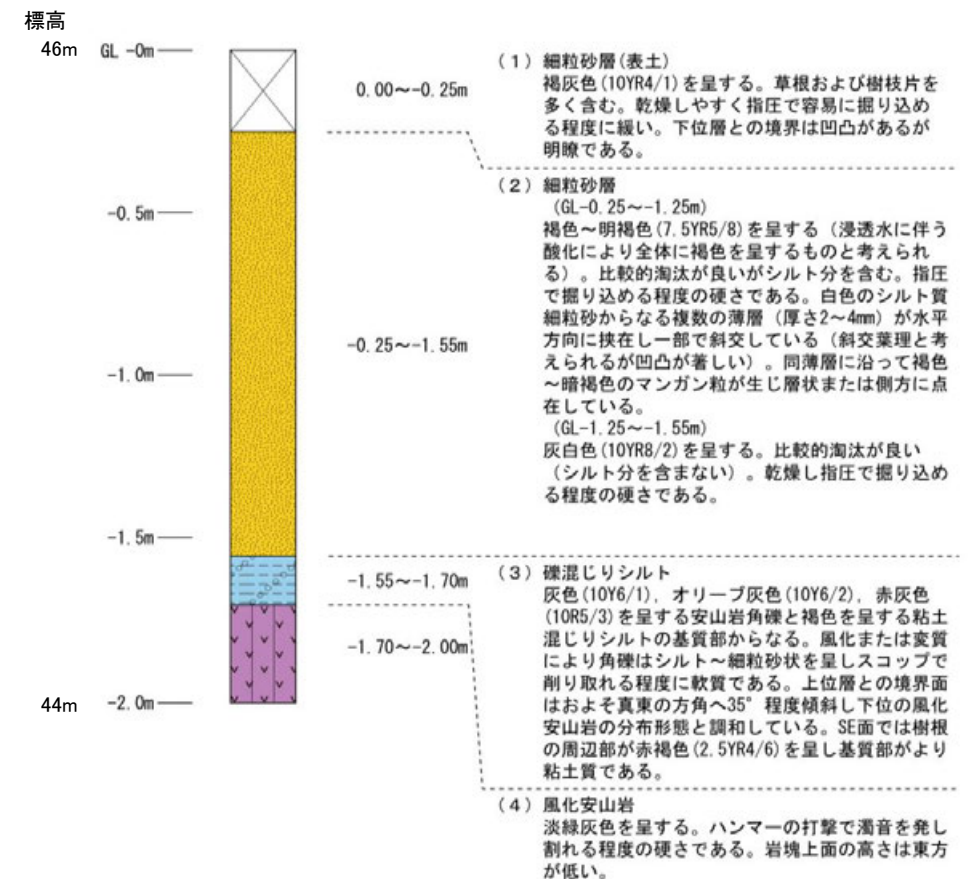 標高
46m GL -0m
-0.5m
-1.0m
-1.5m
44m -2.0m
0.00～-0.25m
-0.25～-1.55m
-1.55～-1.70m
-1.70～-2.00m
(1) 細粒砂層(表土)
褐灰色(10YR4/1)を呈する。草根および樹枝片を
多く含む。乾燥しやすく指圧で容易に掘り込め
る程度に緩い。下位層との境界は凹凸があるが
明瞭である。
(2) 細粒砂層
(GL-0.25～-1.25m)
褐色～明褐色(7.5YR5/8)を呈する（浸透水に伴う
酸化により全体に褐色を呈するものと考えられ
る）。比較的淘汰が良いがシルト分を含む。指圧
で掘り込める程度の硬さである。白色のシルト質
細粒砂からなる複数の薄層（厚さ2～4mm）が水平
方向に挟在し一部で斜交している（斜交葉理と考
えられるが凹凸が著しい）。同薄層に沿って褐色
～暗褐色のマンガン粒が生じ層状または側方に点
在している。
(GL-1.25～-1.55m)
灰白色(10YR8/2)を呈する。比較的淘汰が良い
（シルト分を含まない）。乾燥し指圧で掘り込め
る程度の硬さである。
(3) 礫混じりシルト
灰色(10Y6/1)，オリーブ灰色(10Y6/2)，赤灰色
(10R5/3)を呈する安山岩角礫と褐色を呈する粘土
混じりシルトの基質部からなる。風化または変質
により角礫はシルト～細粒砂状を呈しスコップで
削り取れる程度に軟質である。上位層との境界面
はおよそ真東の方角へ35°程度傾斜し下位の風化
安山岩の分布形態と調和している。SE面では樹根
の周辺部が赤褐色(2.5YR4/6)を呈し基質部がより
粘土質である。
(4) 風化安山岩
淡緑灰色を呈する。ハンマーの打撃で濁音を発し
割れる程度の硬さである。岩塊上面の高さは東方
が低い。